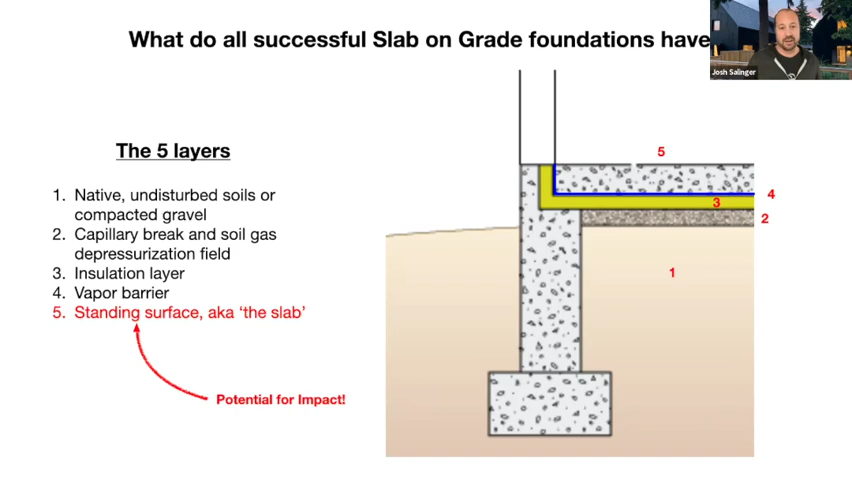 What do all successful Slab on Grade foundations have
Josh Salinger
The 5 layers
1. Native, undisturbed soils or
compacted gravel
2. Capillary break and soil gas
depressurization field
3. Insulation layer
4. Vapor barrier
5. Standing surface, aka ‘the slab’
Potential for Impact!
5
4
3
2
1